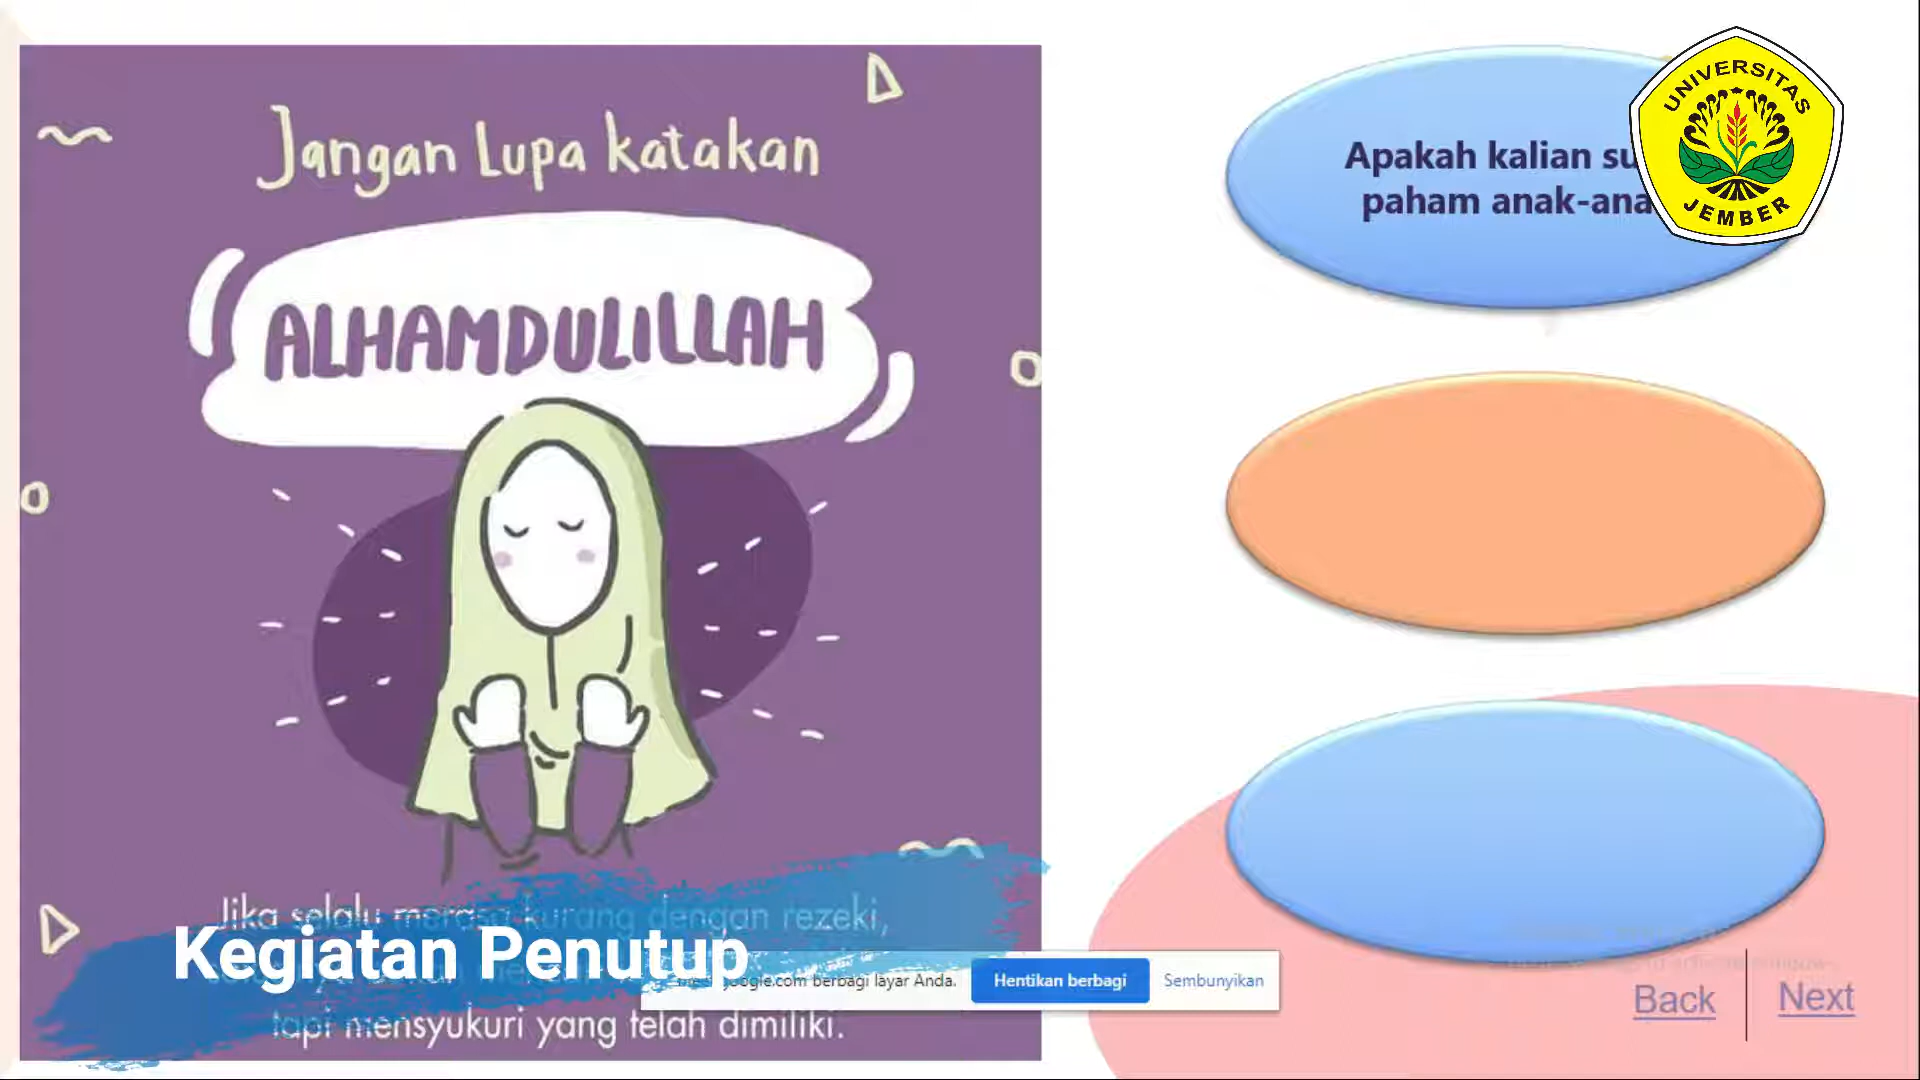 Jangan Lupa katakan
ALHAMDULILLAH
Jika selalu merasa kurang dengan rezeki,
tapi mensyukuri yang telah dimiliki.
Kegiatan Penutup
google.com berbagi layar Anda.
Hentikan berbagi
Sembunyikan
Apakah kalian su
paham anak-ana
UNIVERSITAS
JEMBER
Back
Next